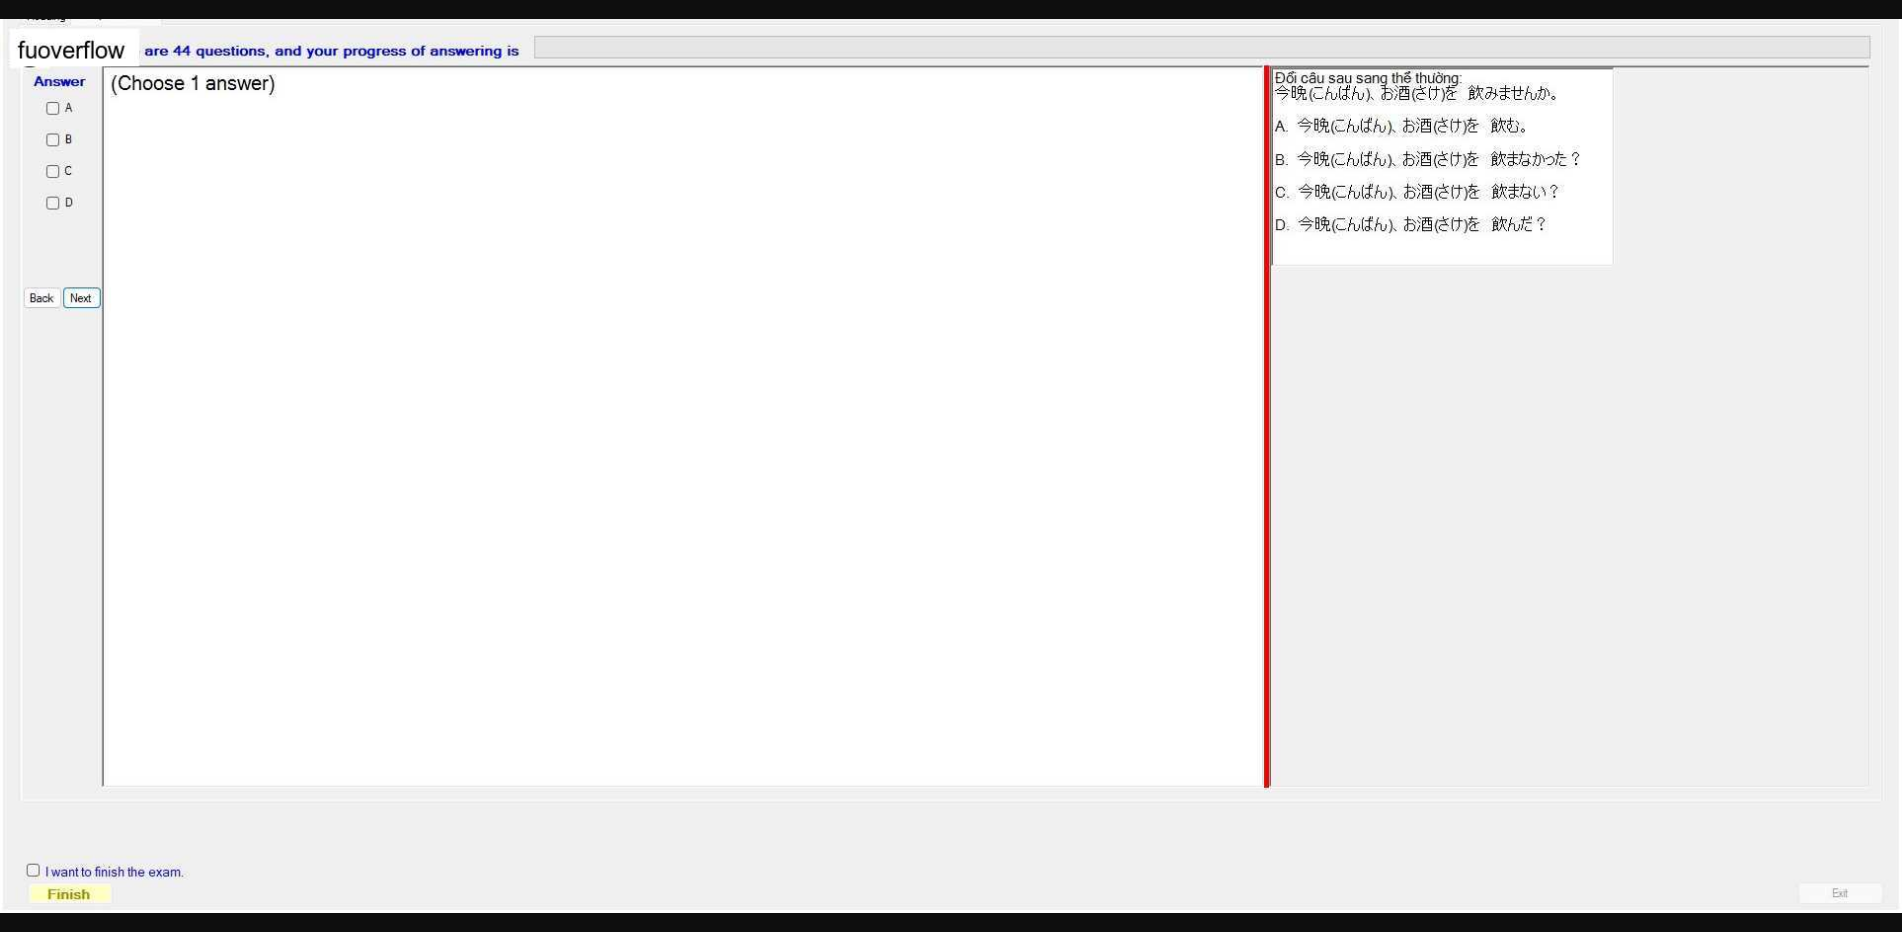 fuoverflow are 44 questions, and your progress of answering is
Answer
(Choose 1 answer)
A
B
C
D
Back Next
Đổi câu sau sang thể thường:
今晩(こんばん)、お酒(さけ)を 飲みませんか。
A. 今晩(こんばん)、お酒(さけ)を 飲む。
B. 今晩(こんばん)、お酒(さけ)を 飲まなかった？
C. 今晩(こんばん)、お酒(さけ)を 飲まない？
D. 今晩(こんばん)、お酒(さけ)を 飲んだ？
I want to finish the exam.
Finish
Exit